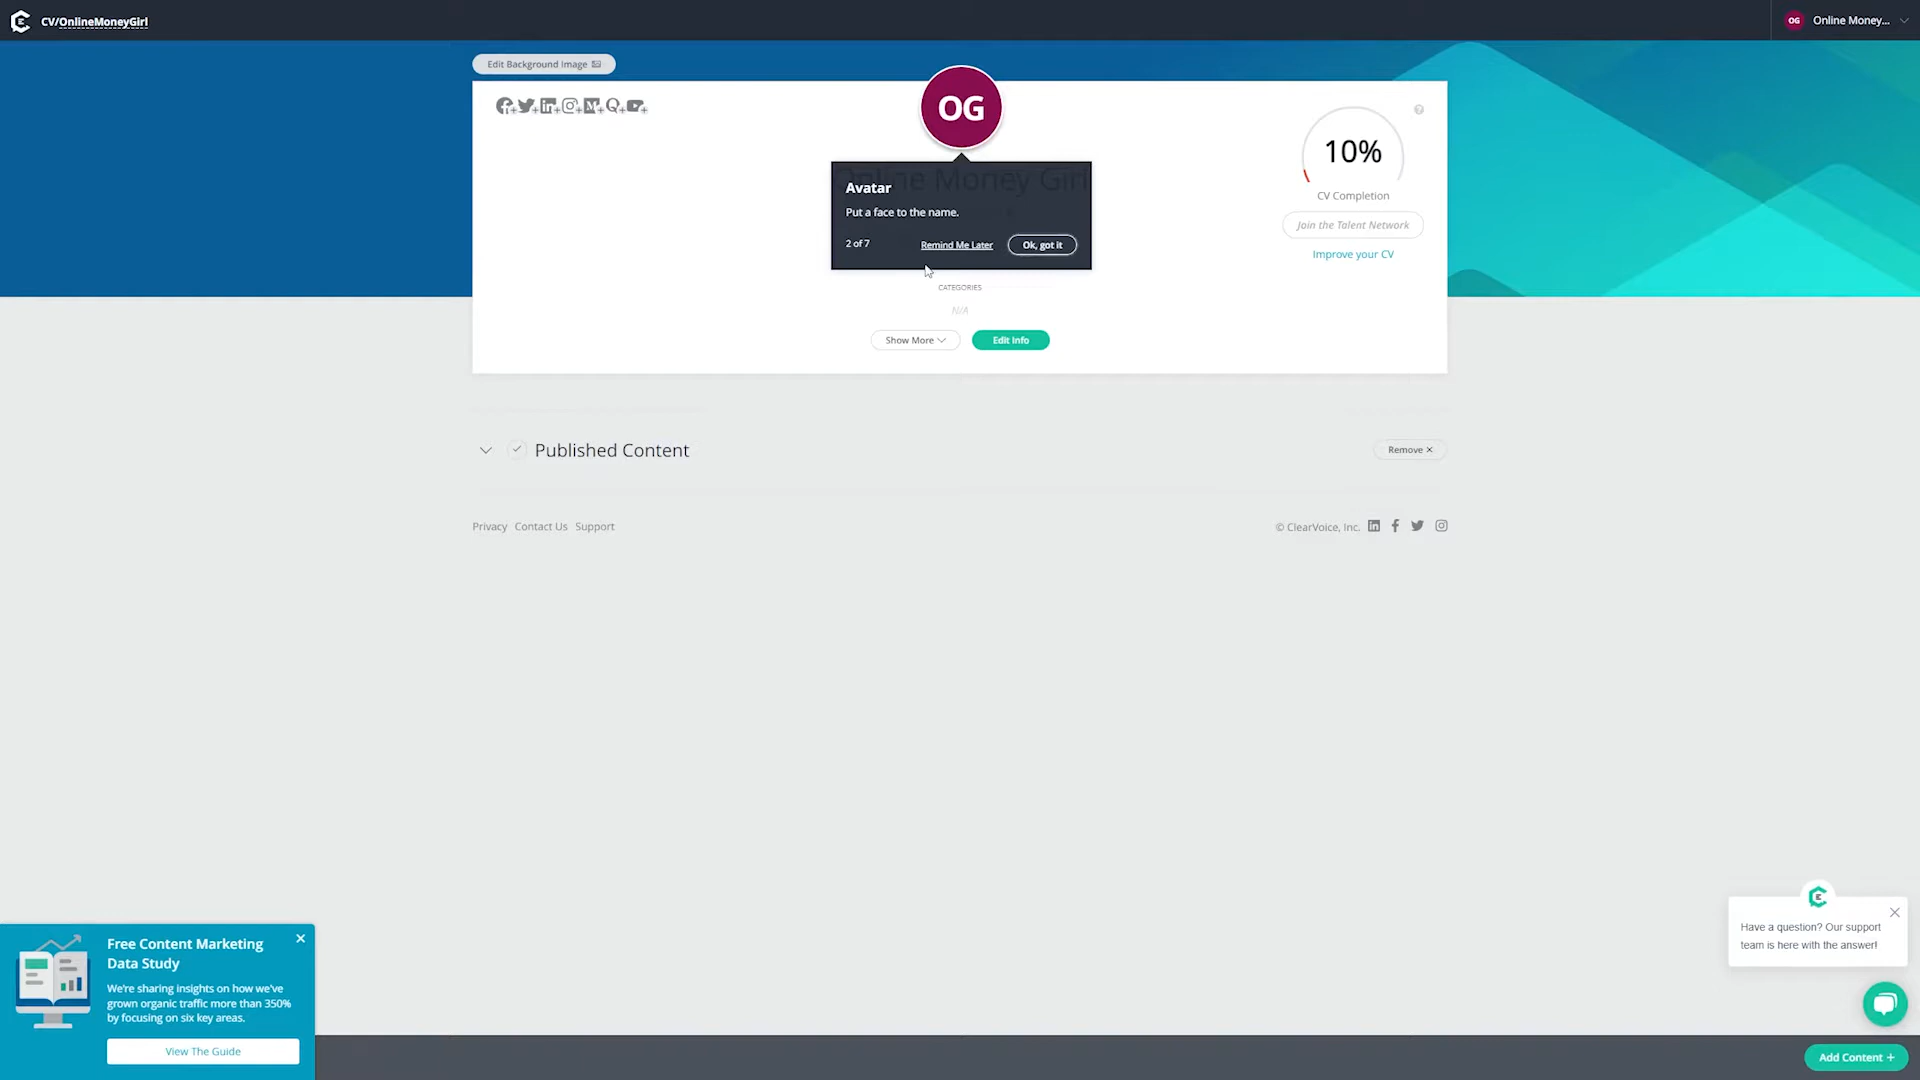 CV/OnlineMoneyGirl
OG
Online Money...
Edit Background Image
OG
Online Money Girl
Avatar
Put a face to the name.
2 of 7
Remind Me Later
Ok, got it
10%
CV Completion
Join the Talent Network
Improve your CV
CATEGORIES
N/A
Show More
Edit Info
Published Content
Remove ×
Privacy
Contact Us
Support
© ClearVoice, Inc.
Free Content Marketing
Data Study
We're sharing insights on how we've
grown organic traffic more than 350%
by focusing on six key areas.
View The Guide
Have a question? Our support
team is here with the answer!
Add Content +